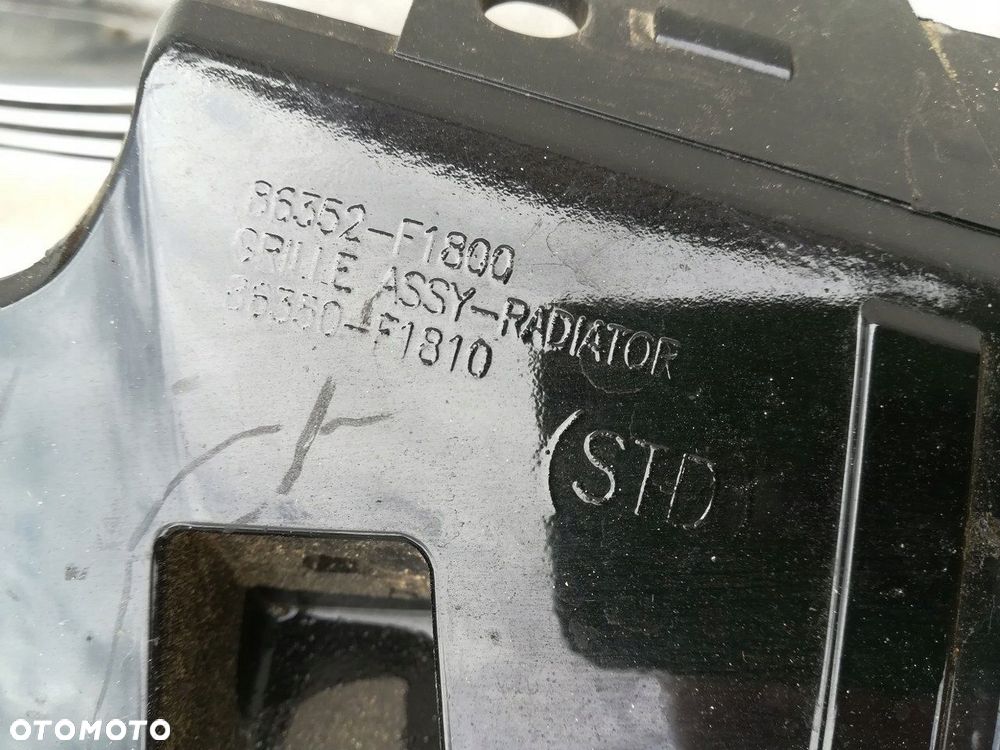 86352-F1800
GRILLE ASSY-RADIATOR
86350-F1810
(STD)
OTOMOTO